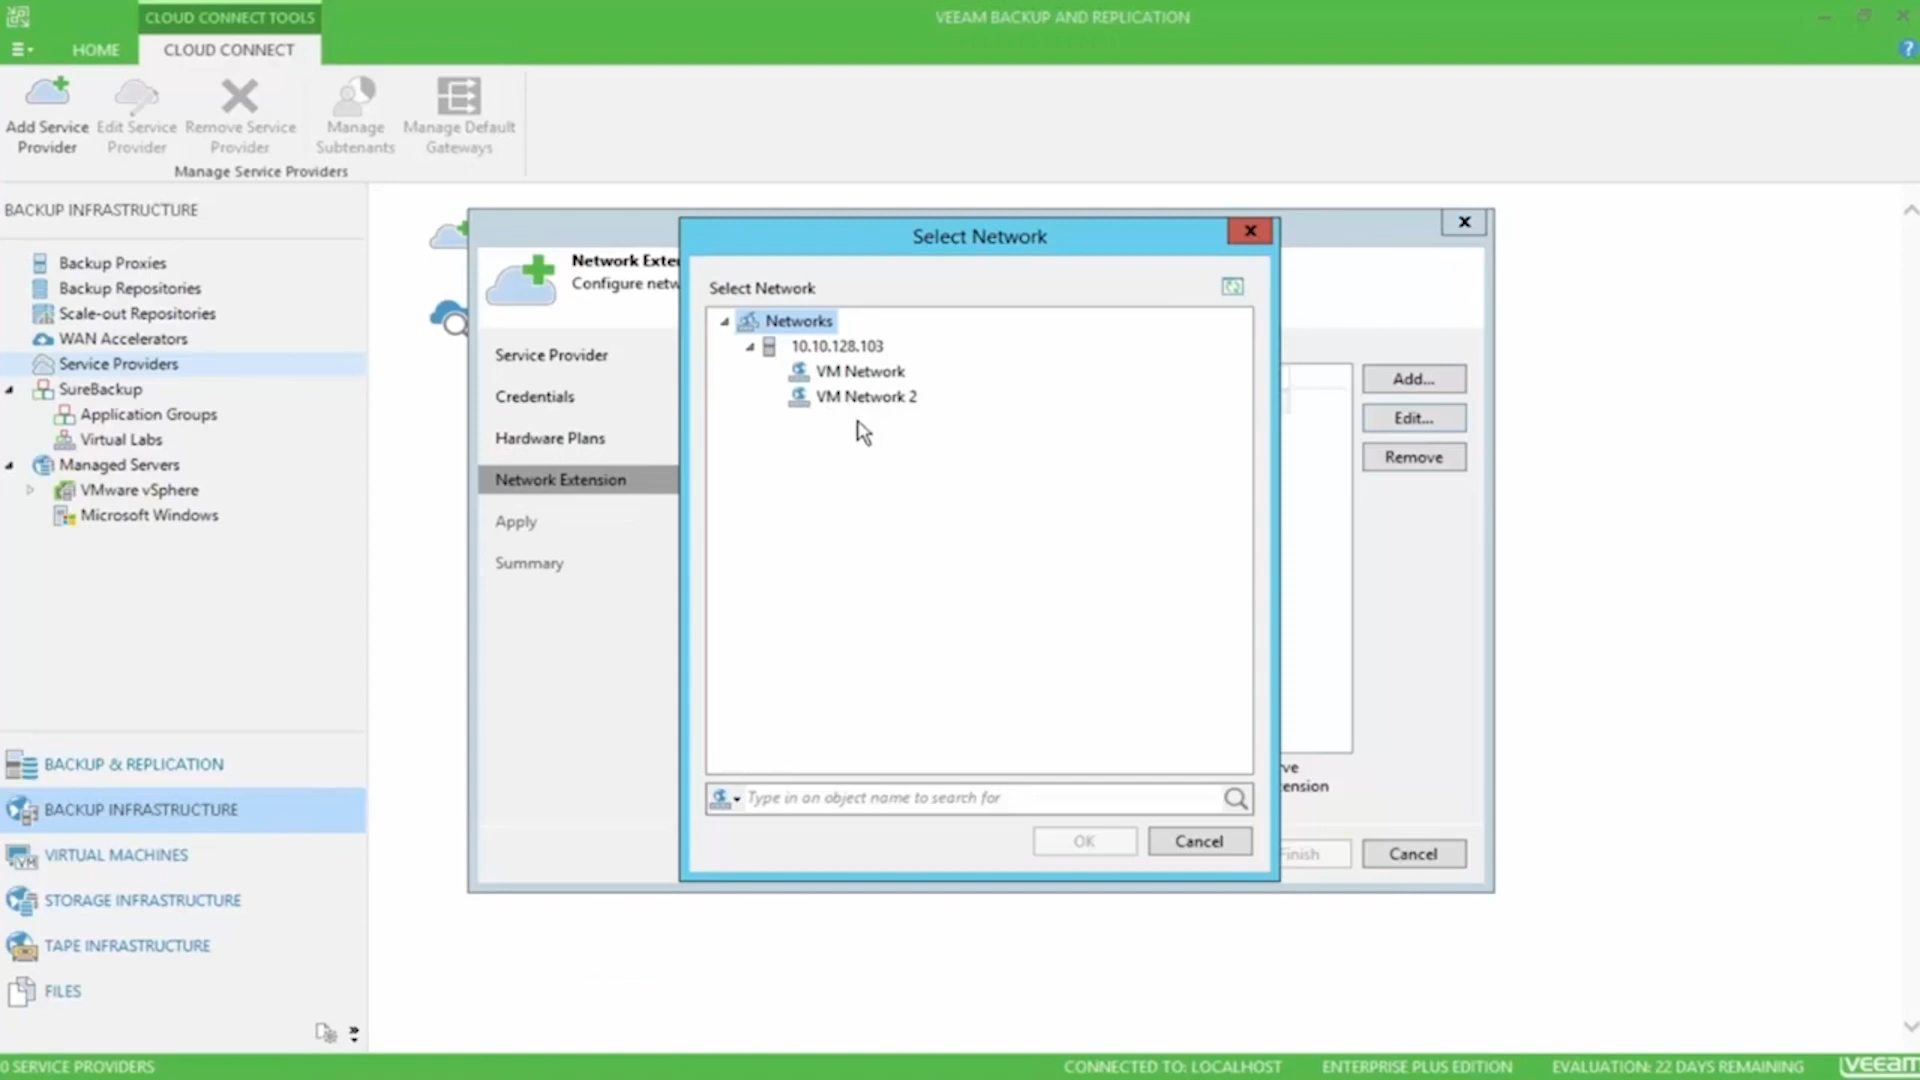 CLOUD CONNECT TOOLS
VEEAM BACKUP AND REPLICATION
HOME
CLOUD CONNECT
?
Add Service Provider
Edit Service Provider
Remove Service Provider
Manage Subtenants
Manage Default Gateways
Manage Service Providers
BACKUP INFRASTRUCTURE
Backup Proxies
Backup Repositories
Scale-out Repositories
WAN Accelerators
Service Providers
SureBackup
Application Groups
Virtual Labs
Managed Servers
VMware vSphere
Microsoft Windows
BACKUP & REPLICATION
BACKUP INFRASTRUCTURE
VIRTUAL MACHINES
STORAGE INFRASTRUCTURE
TAPE INFRASTRUCTURE
FILES
Network Exte
Configure netw
Service Provider
Credentials
Hardware Plans
Network Extension
Apply
Summary
Select Network
Select Network
Networks
10.10.128.103
VM Network
VM Network 2
Type in an object name to search for
OK
Cancel
Add...
Edit...
Remove
ve
ension
Finish
Cancel
0 SERVICE PROVIDERS
CONNECTED TO: LOCALHOST
ENTERPRISE PLUS EDITION
EVALUATION: 22 DAYS REMAINING
veeam